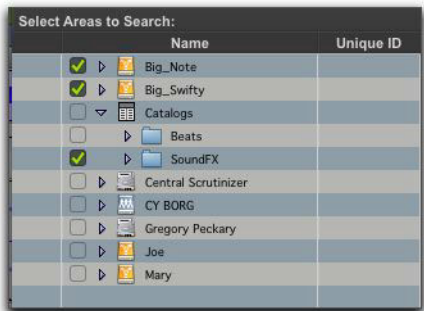 Select Areas to Search:
Name Unique ID
Big_Note
Big_Swifty
Catalogs
Beats
SoundFX
Central Scrutinizer
CY BORG
Gregory Peckary
Joe
Mary